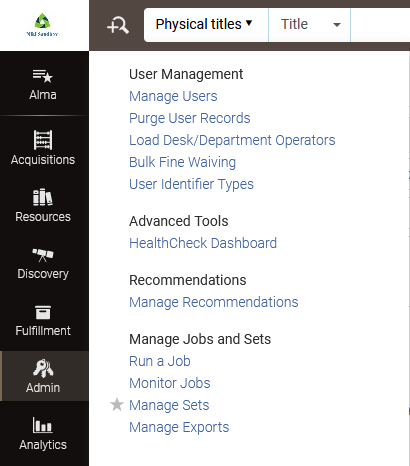 Physical titles
Title
Alma
Acquisitions
Resources
Discovery
Fulfillment
Admin
Analytics
User Management
Manage Users
Purge User Records
Load Desk/Department Operators
Bulk Fine Waiving
User Identifier Types
Advanced Tools
HealthCheck Dashboard
Recommendations
Manage Recommendations
Manage Jobs and Sets
Run a Job
Monitor Jobs
Manage Sets
Manage Exports